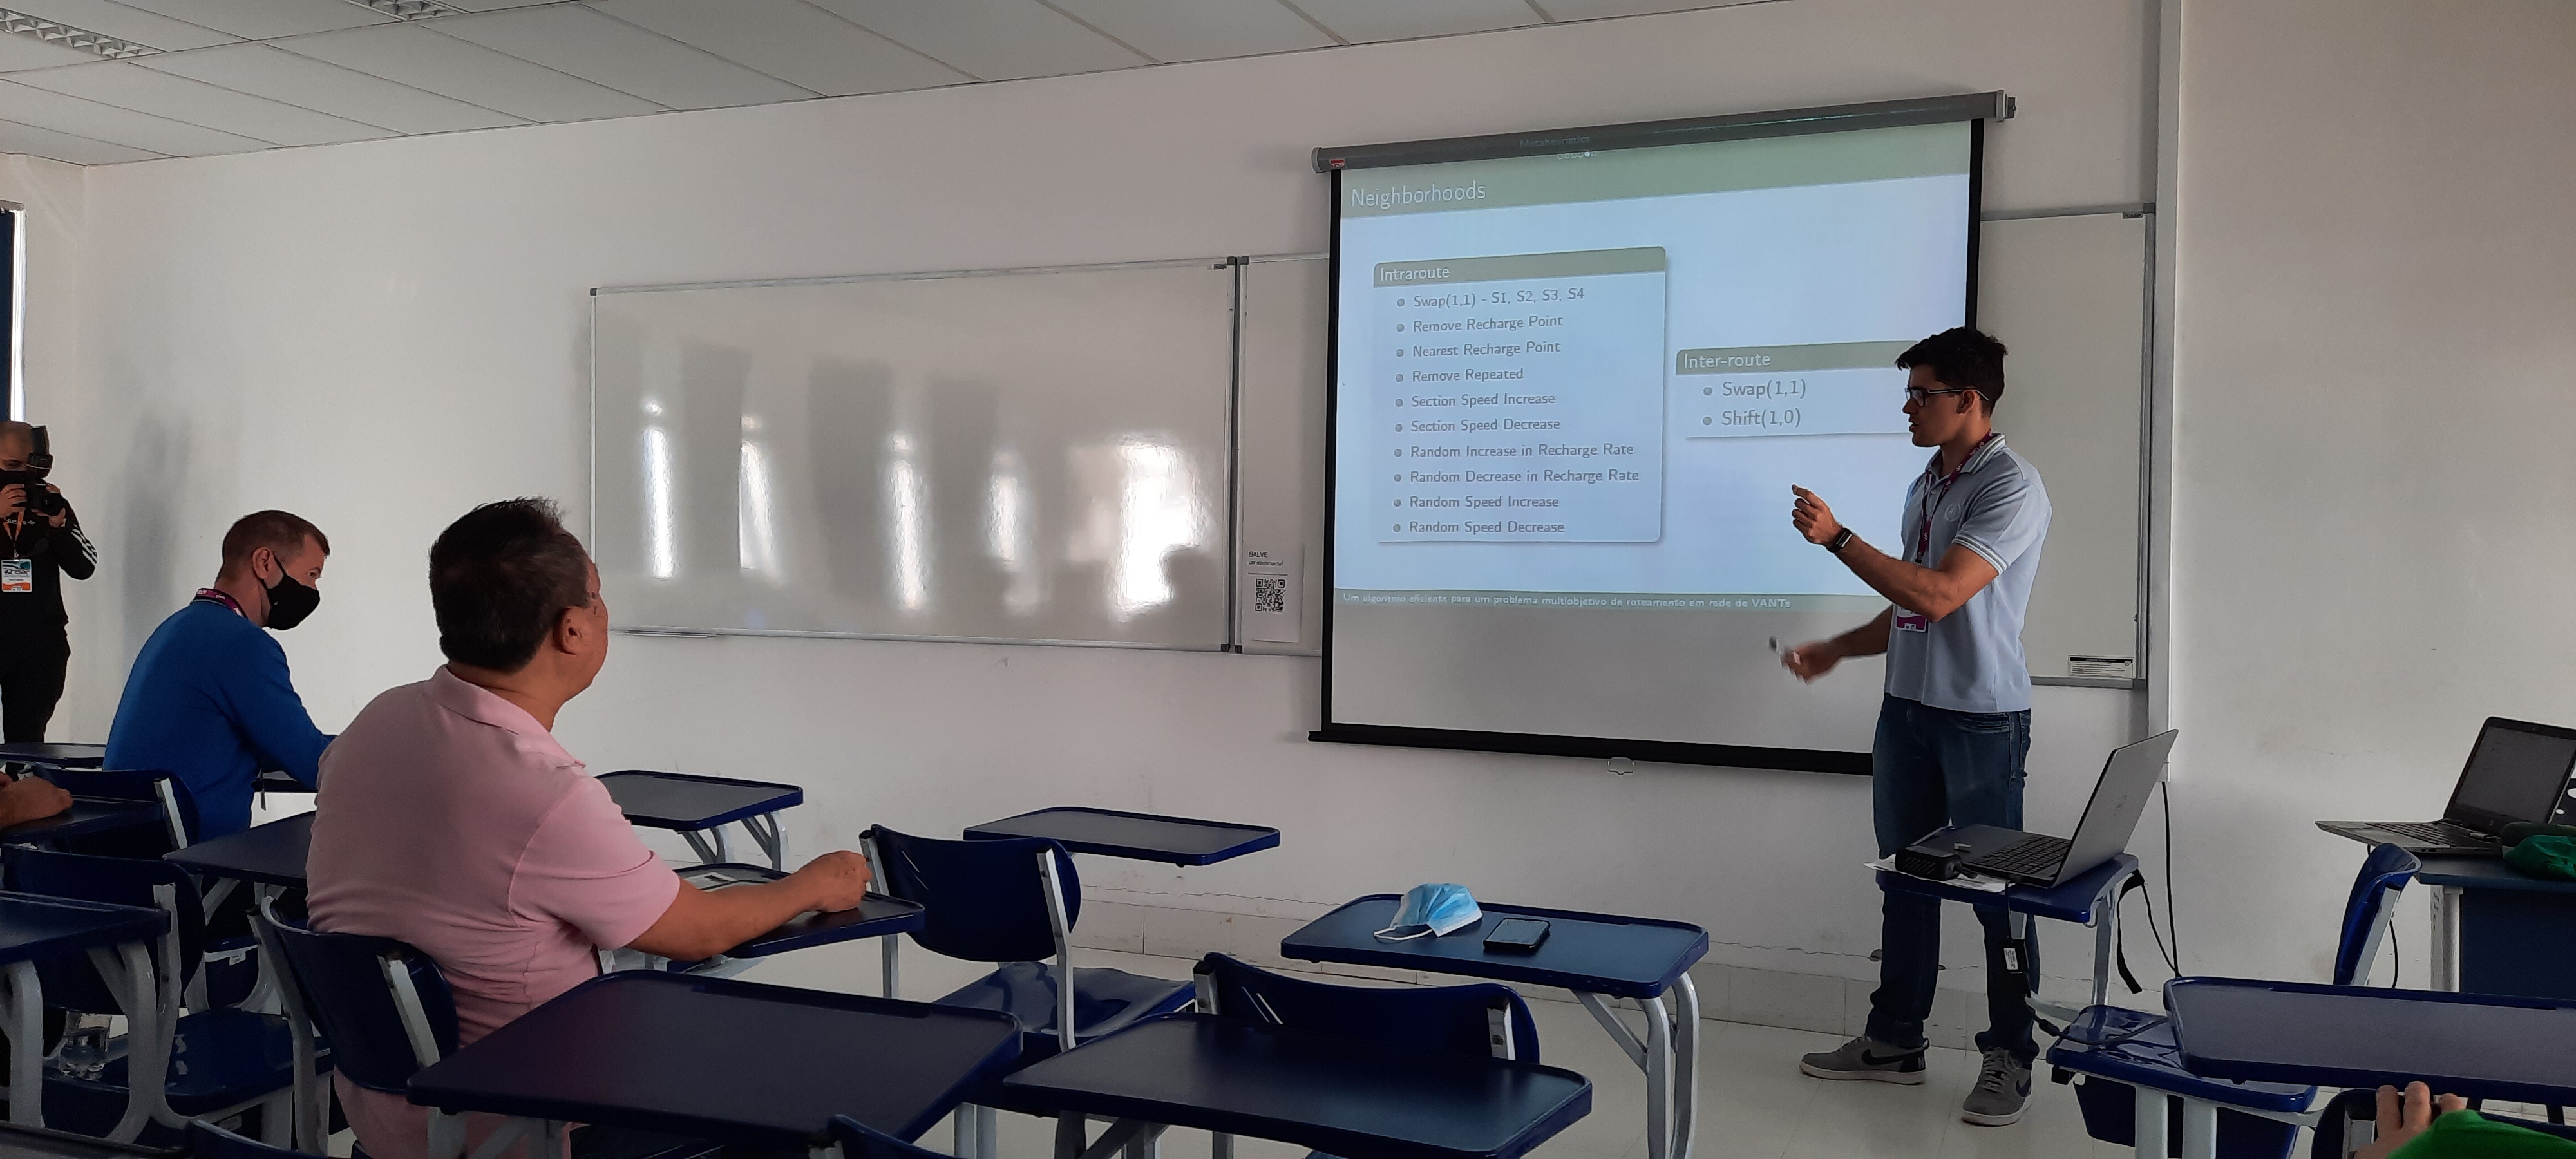 Metaheuristics
Neighborhoods
Intraroute
Swap(1,1) - S1, S2, S3, S4
Remove Recharge Point
Nearest Recharge Point
Remove Repeated
Section Speed Increase
Section Speed Decrease
Random Increase in Recharge Rate
Random Decrease in Recharge Rate
Random Speed Increase
Random Speed Decrease
Inter-route
Swap(1,1)
Shift(1,0)
Um algoritmo eficiente para um problema multiobjetivo de roteamento em rede de VANTs
SALVE